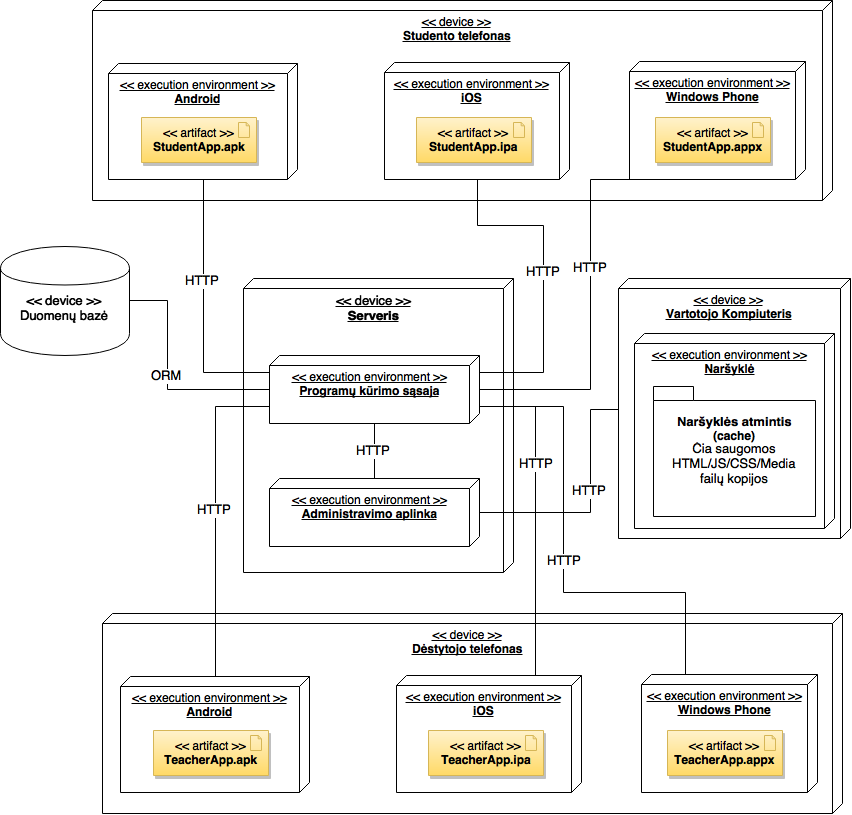 << device >>
Studento telefonas
<< execution environment >>
Android
<< artifact >>
StudentApp.apk
<< execution environment >>
iOS
<< artifact >>
StudentApp.ipa
<< execution environment >>
Windows Phone
<< artifact >>
StudentApp.appx
HTTP
HTTP
HTTP
<< device >>
Duomenų bazė
ORM
<< device >>
Serveris
<< execution environment >>
Programų kūrimo sąsaja
HTTP
<< execution environment >>
Administravimo aplinka
<< device >>
Vartotojo Kompiuteris
<< execution environment >>
Naršyklė
Naršyklės atmintis
(cache)
Čia saugomos
HTML/JS/CSS/Media
failų kopijos
HTTP
HTTP
HTTP
HTTP
<< device >>
Dėstytojo telefonas
<< execution environment >>
Android
<< artifact >>
TeacherApp.apk
<< execution environment >>
iOS
<< artifact >>
TeacherApp.ipa
<< execution environment >>
Windows Phone
<< artifact >>
TeacherApp.appx